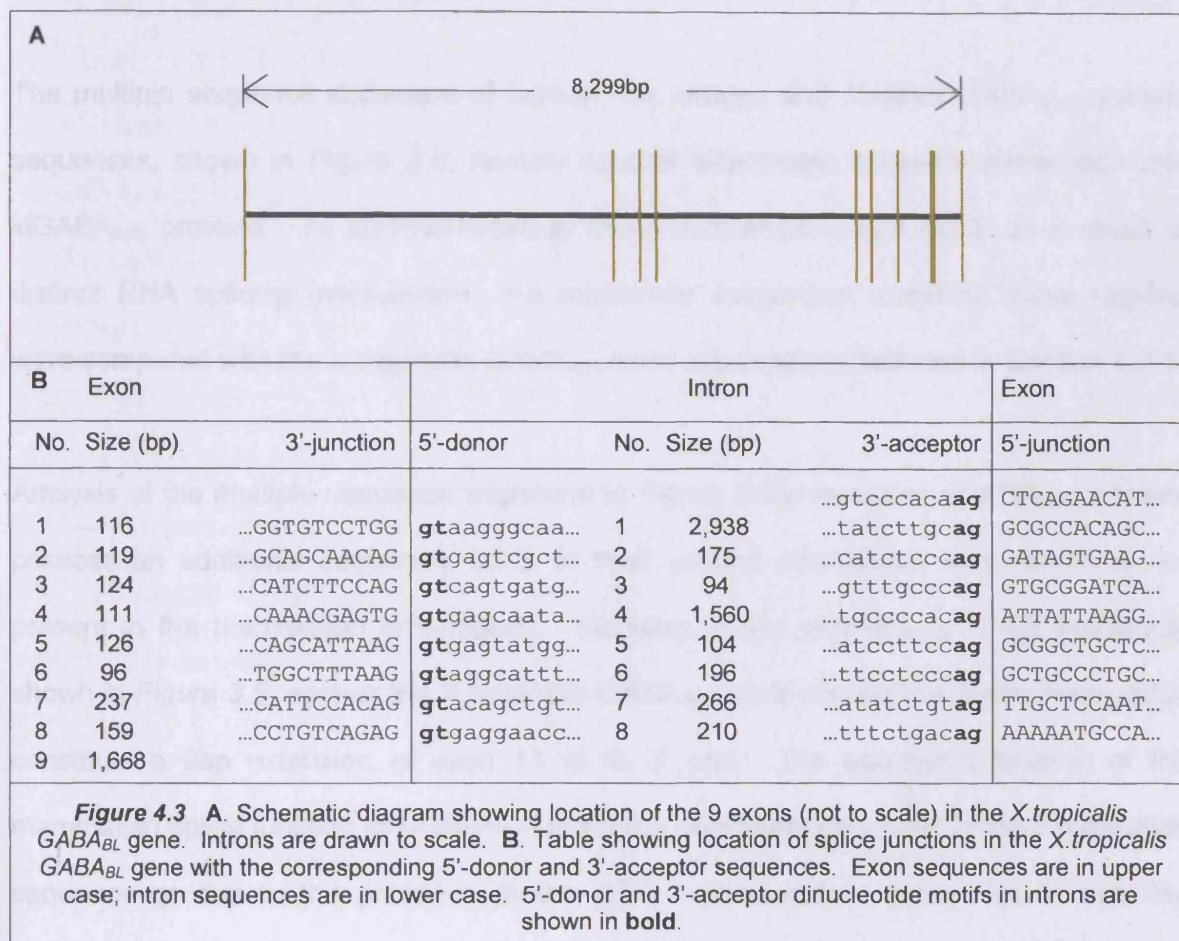 A
8,299bp
B Exon Intron Exon
No. Size (bp) 3'-junction 5'-donor No. Size (bp) 3'-acceptor 5'-junction
..gtcccacaag CTCAGAACAT..
1 116 ..GGTGTCCTGG gtaagggcaa.. 1 2,938 ..tatcttgcag GCGCCACAGC..
2 119 ..GCAGCAACAG 2 175 GATAGTGAAG..
3 124 ..CATCTTCCAG gtcagtgatg.. 3 94 ..gtttgcccag GTGCGGATCA..
4 111 ..CAAACGAGTG gtgagcaata.. 4 1,560 ..tgcgccacag ATTATTAAGG..
5 126 ..CAGCATTAAG gtgagtatgg.. 5 104 ..atccttccag GCGGCTGCTC..
6 96 ..TGGCTTTAAG gtaggcattt.. 6 196 GCTGCCCTGC..
7 237 ..CATTCCACAG gtacagctgt.. 7 266 ..atatctgtag TTGCTCCAAT..
8 159 ..CCTGTCAGAG gtgaggaacc.. 8 210 ..tttctgacag AAAAATGCCA..
9 1,668
Figure 4.3 A. Schematic diagram showing location of the 9 exons (not to scale) in the X.tropicalis
GABABL gene. Introns are drawn to scale. B. Table showing location of splice junctions in the X.tropicalis
GABABL gene with the corresponding 5'-donor and 3'-acceptor sequences. Exon sequences are in upper
case; intron sequences are in lower case. 5'-donor and 3'-acceptor dinucleotide motifs in introns are
shown in bold.